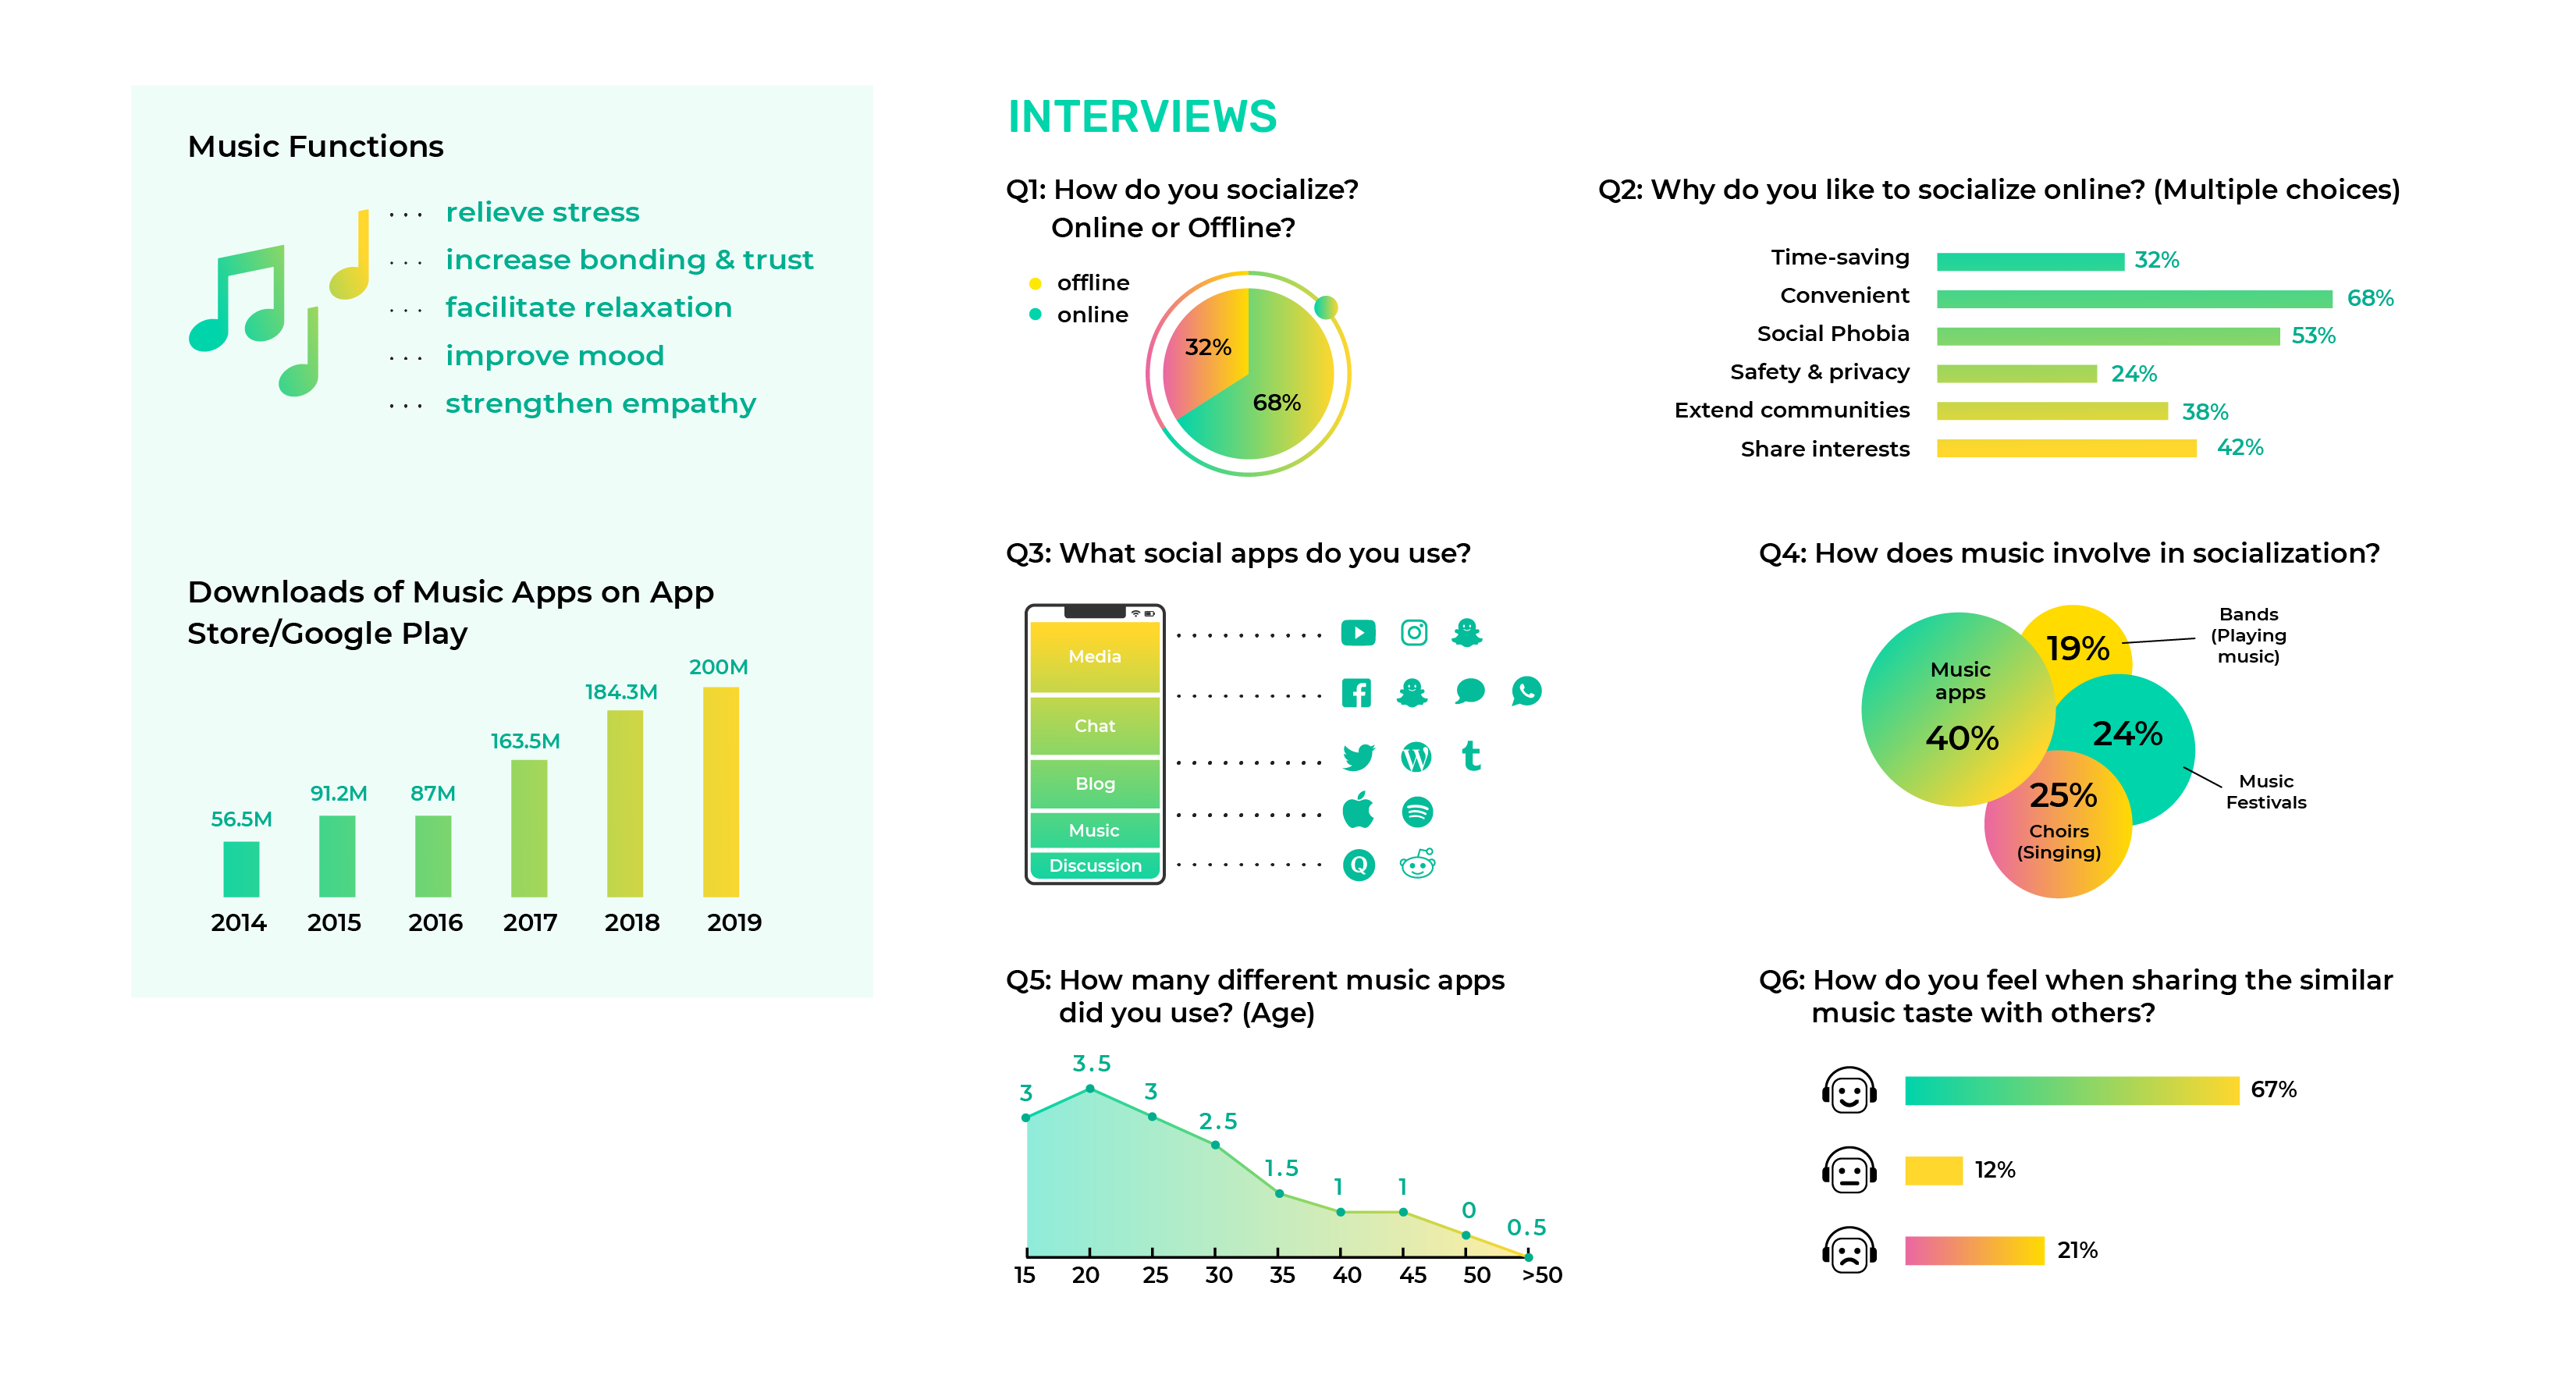 Music Functions
... relieve stress
... increase bonding & trust
... facilitate relaxation
... improve mood
... strengthen empathy
Downloads of Music Apps on App
Store/Google Play
56.5M
91.2M
87M
163.5M
184.3M
200M
2014 2015 2016 2017 2018 2019
INTERVIEWS
Q1: How do you socialize?
Online or Offline?
offline
online
32%
68%
Q2: Why do you like to socialize online? (Multiple choices)
Time-saving 32%
Convenient 68%
Social Phobia 53%
Safety & privacy 24%
Extend communities 38%
Share interests 42%
Q3: What social apps do you use?
Media
Chat
Blog
Music
Discussion
Q4: How does music involve in socialization?
Music
apps
40%
19%
Bands
(Playing
music)
24%
Music
Festivals
25%
Choirs
(Singing)
Q5: How many different music apps
did you use? (Age)
3
3.5
3
2.5
1.5
1
1
0
0.5
15 20 25 30 35 40 45 50 >50
Q6: How do you feel when sharing the similar
music taste with others?
67%
12%
21%